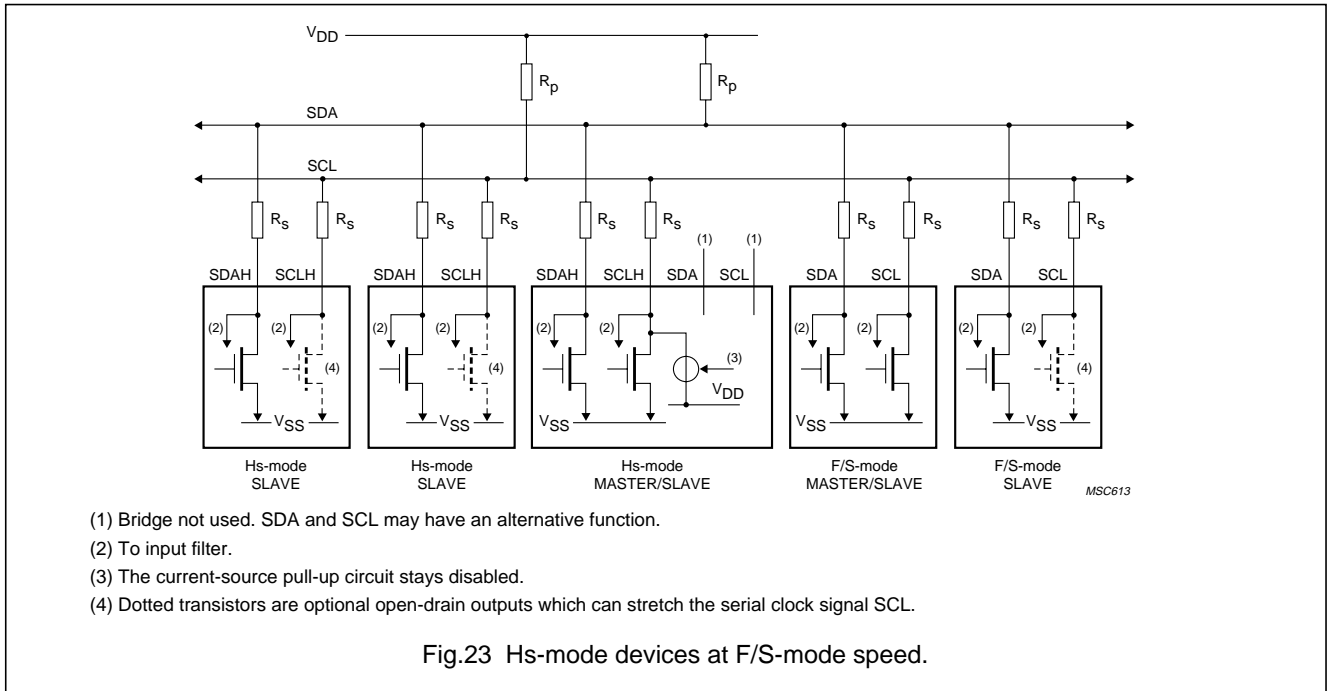 VDD
Rp Rp
SDA
SCL
Rs Rs Rs Rs Rs Rs Rs Rs Rs Rs
(1) (1)
SDAH SCLH SDAH SCLH SDAH SCLH SDA SCL SDA SCL SDA SCL
(2) (2) (2) (2) (2) (2) (2) (2) (2) (2)
(4) (4) (3) (4)
VDD
VSS VSS VSS VSS VSS
Hs-mode Hs-mode Hs-mode F/S-mode F/S-mode
SLAVE SLAVE MASTER/SLAVE MASTER/SLAVE SLAVE
MSC613
(1) Bridge not used. SDA and SCL may have an alternative function.
(2) To input filter.
(3) The current-source pull-up circuit stays disabled.
(4) Dotted transistors are optional open-drain outputs which can stretch the serial clock signal SCL.
Fig.23 Hs-mode devices at F/S-mode speed.